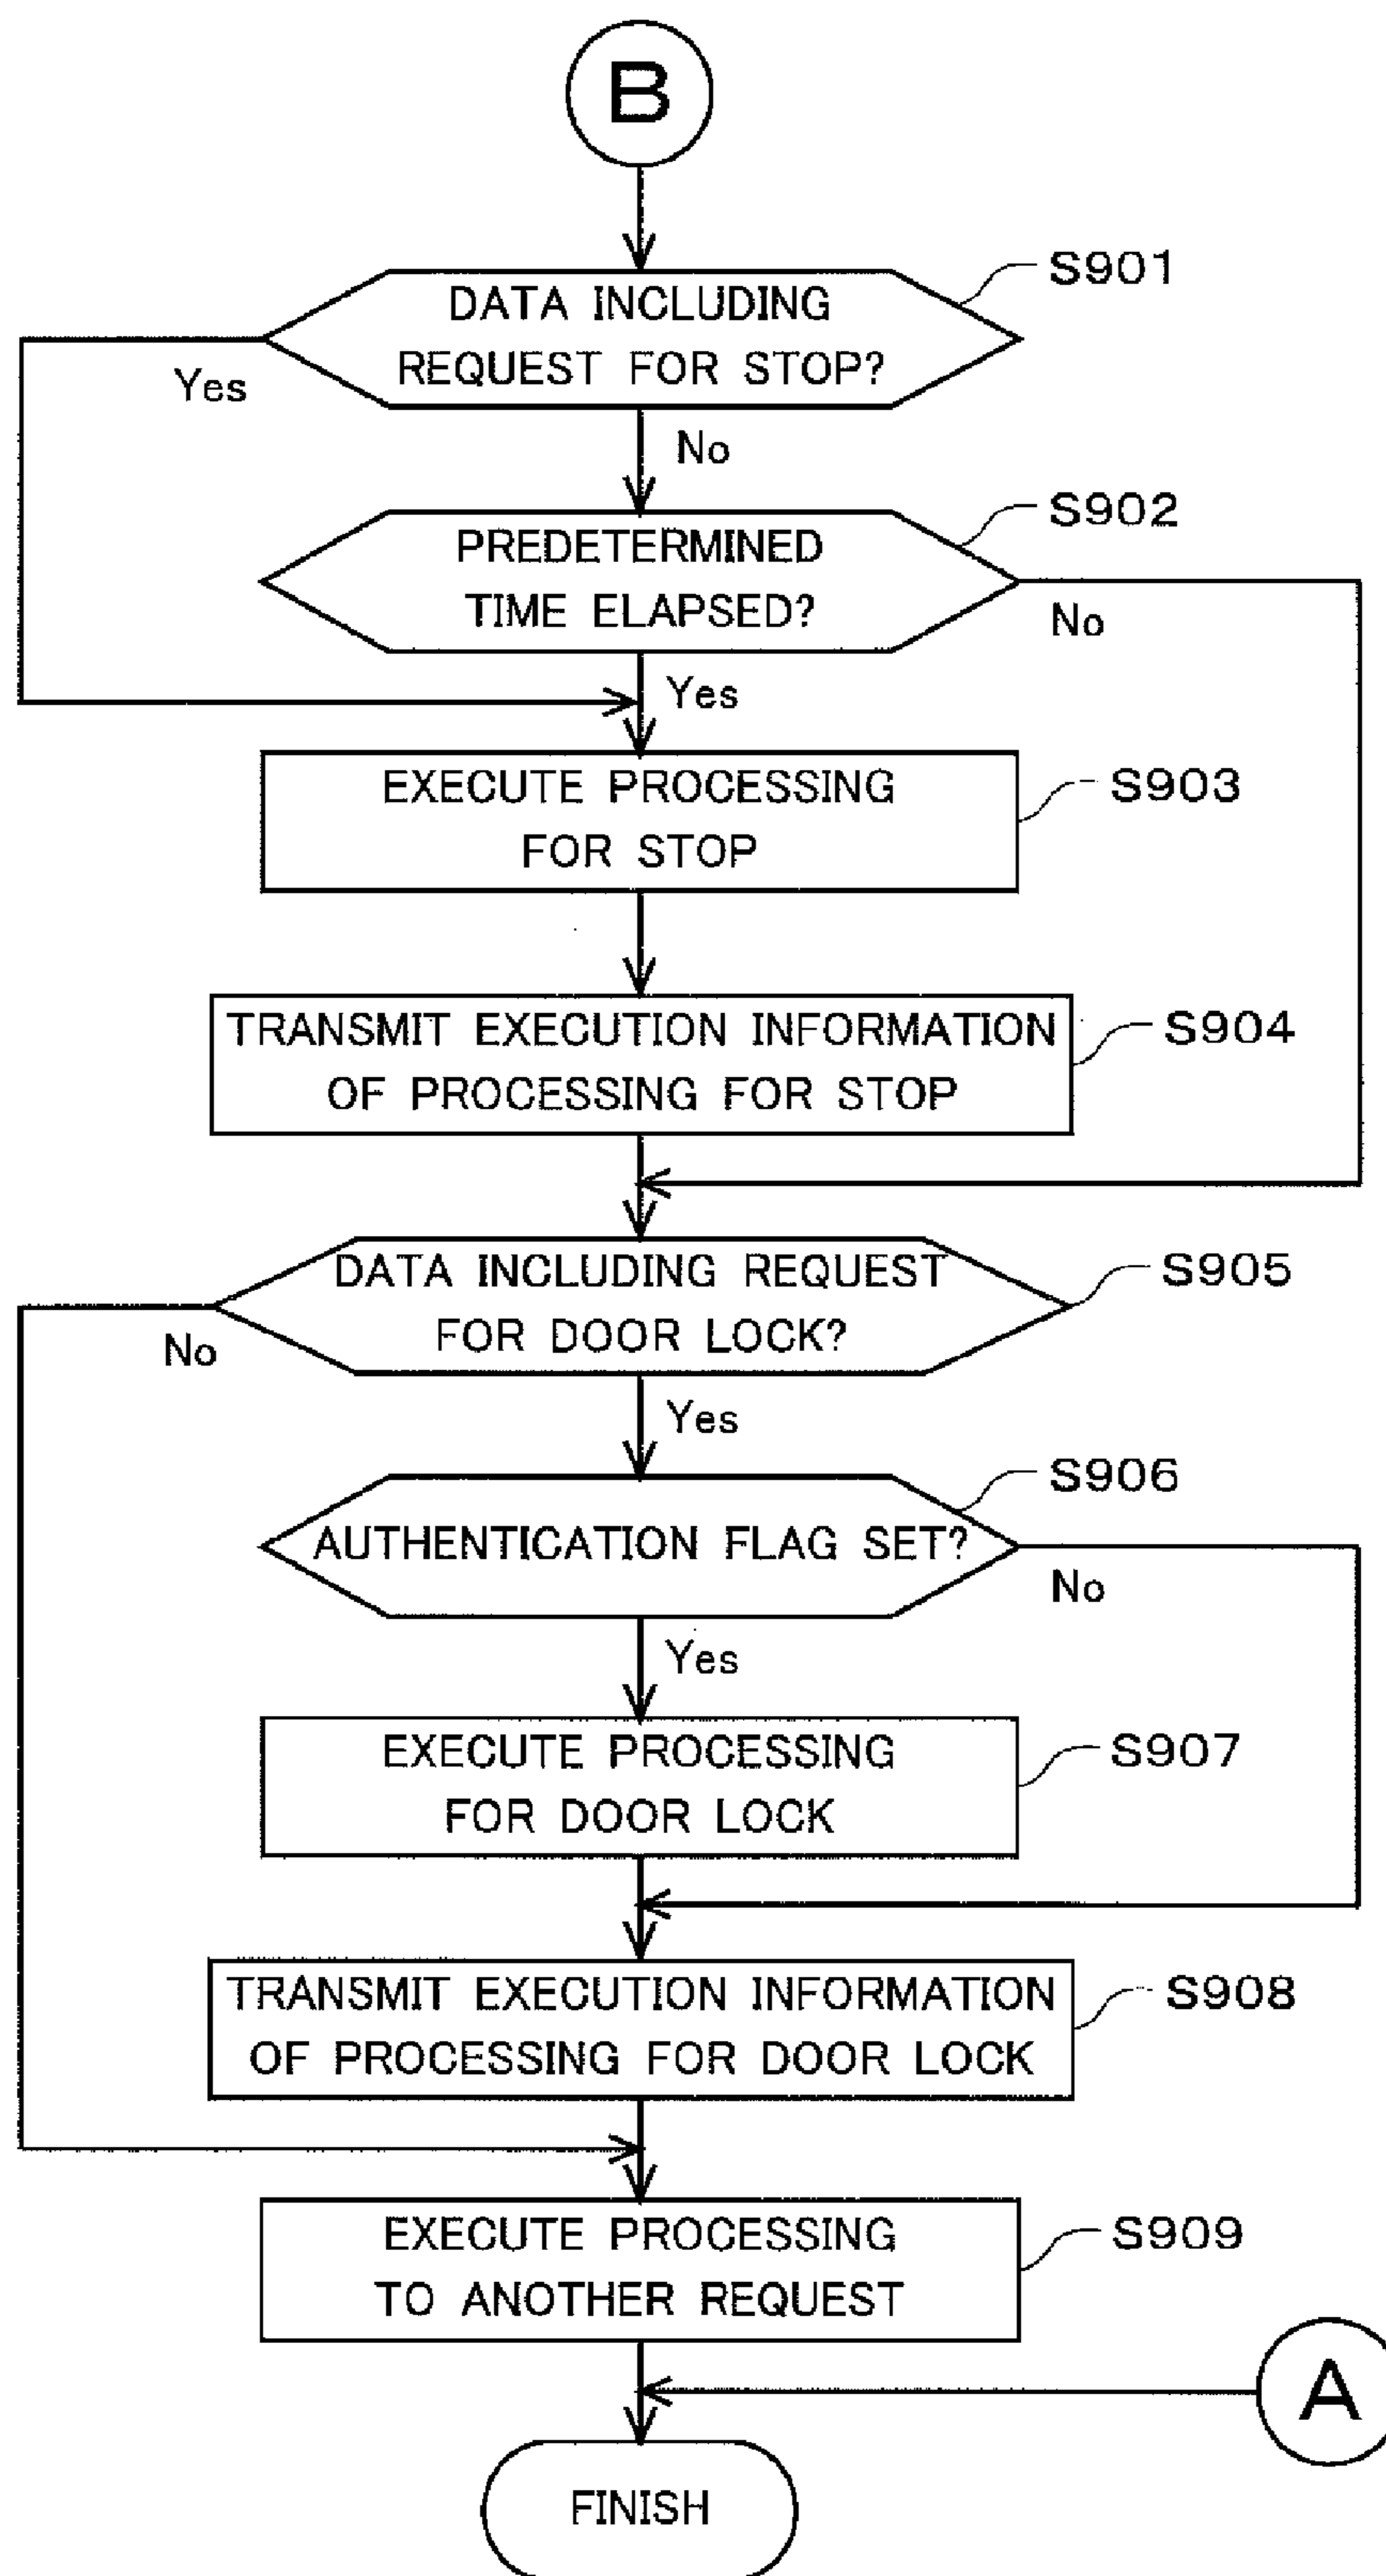 B
S901
DATA INCLUDING
REQUEST FOR STOP?
Yes
No
S902
PREDETERMINED
TIME ELAPSED?
No
Yes
EXECUTE PROCESSING
FOR STOP
S903
TRANSMIT EXECUTION INFORMATION
OF PROCESSING FOR STOP
S904
DATA INCLUDING REQUEST
FOR DOOR LOCK?
S905
No
Yes
S906
AUTHENTICATION FLAG SET?
No
Yes
EXECUTE PROCESSING
FOR DOOR LOCK
S907
TRANSMIT EXECUTION INFORMATION
OF PROCESSING FOR DOOR LOCK
S908
EXECUTE PROCESSING
TO ANOTHER REQUEST
S909
A
FINISH